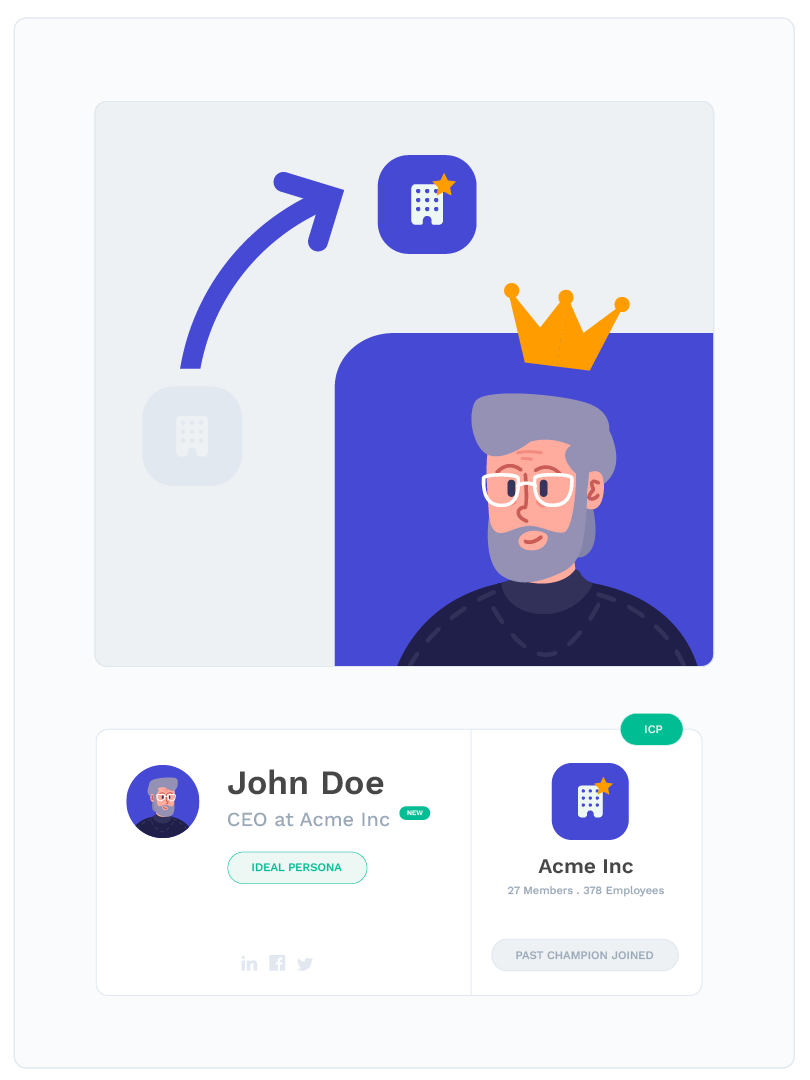 ICP
John Doe
CEO at Acme Inc NEW
IDEAL PERSONA
Acme Inc
27 Members . 378 Employees
PAST CHAMPION JOINED